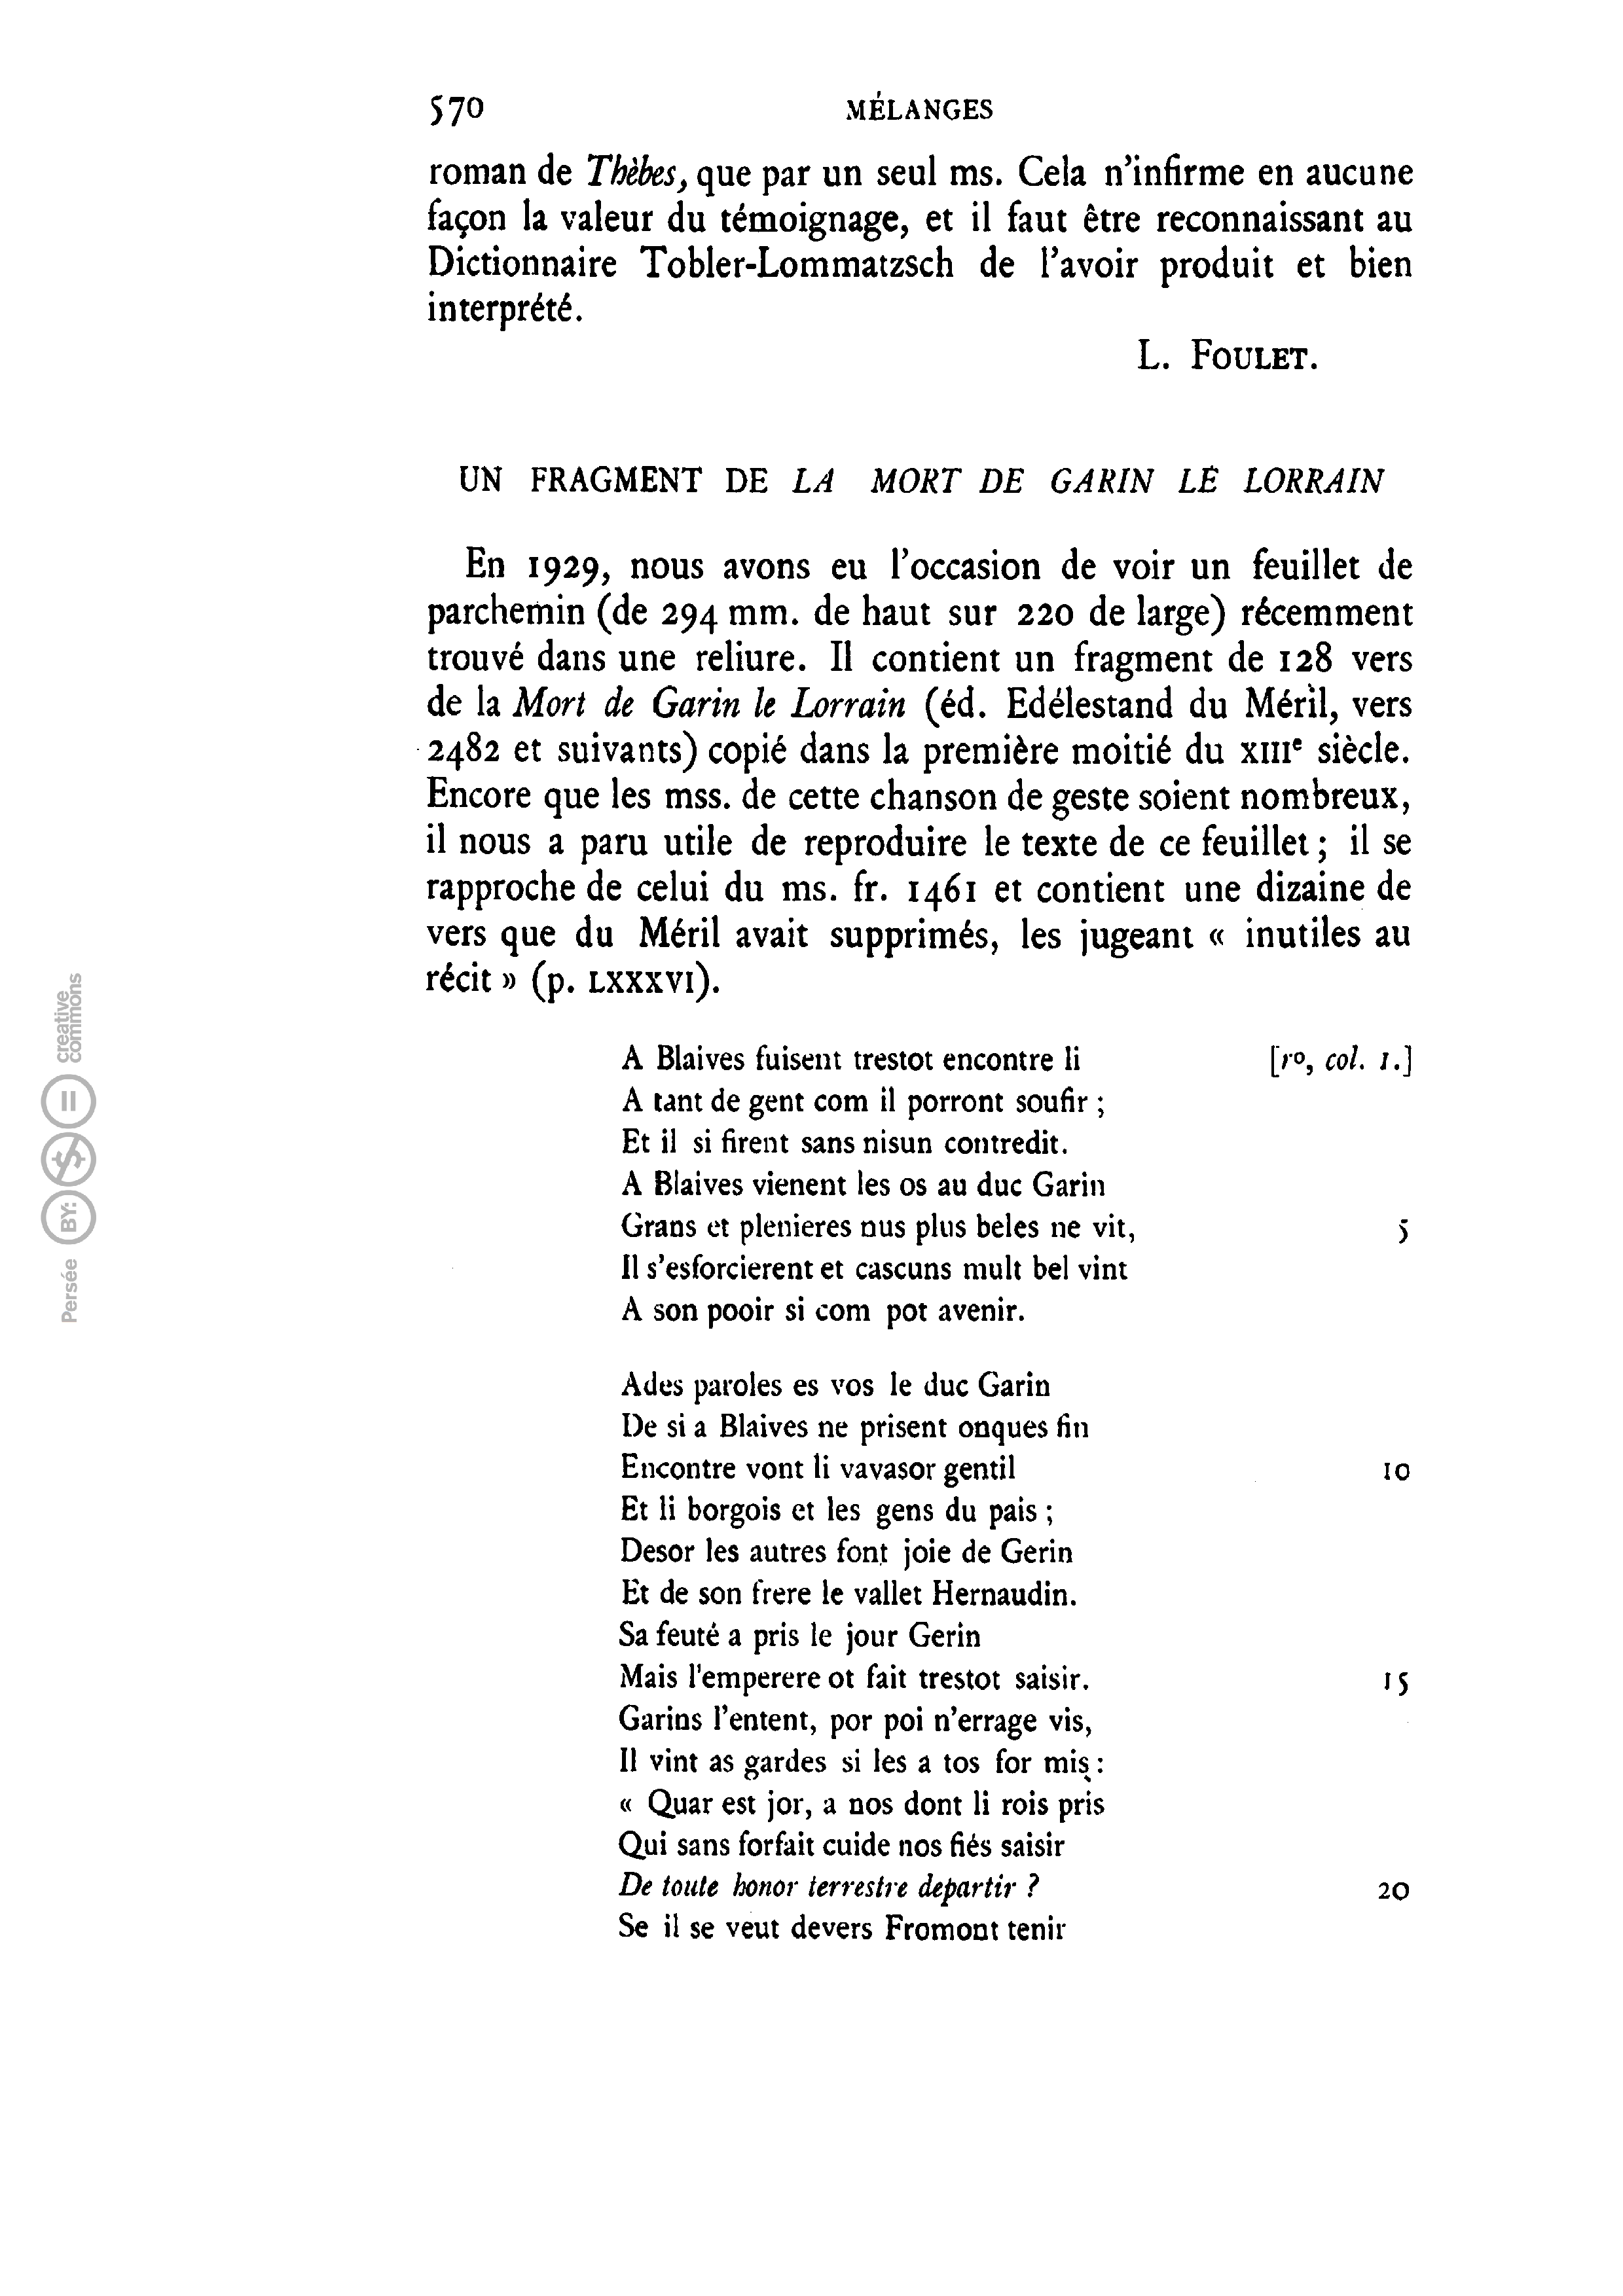 570
MÉLANGES
roman de Thèbes, que par un seul ms. Cela n'infirme en aucune
façon la valeur du témoignage, et il faut être reconnaissant au
Dictionnaire Tobler-Lommatzsch de l'avoir produit et bien
interprété.
L. FOULET.
UN FRAGMENT DE LA MORT DE GARIN LE LORRAIN
En 1929, nous avons eu l'occasion de voir un feuillet de
parchemin (de 294 mm. de haut sur 220 de large) récemment
trouvé dans une reliure. Il contient un fragment de 128 vers
de la Mort de Garin le Lorrain (éd. Edélestand du Méril, vers
2482 et suivants) copié dans la première moitié du XIIIe siècle.
Encore que les mss. de cette chanson de geste soient nombreux,
il nous a paru utile de reproduire le texte de ce feuillet ; il se
rapproche de celui du ms. fr. 1461 et contient une dizaine de
vers que du Méril avait supprimés, les jugeant « inutiles au
récit » (p. LXXXVI).
A Blaives fuisent trestot encontre li [ro, col. 1.]
A tant de gent com il porront soufir ;
Et il si firent sans nisun contredit.
A Blaives vienent les os au duc Garin
Grans et plenieres nus plus beles ne vit, 5
Il s'esforcierent et cascuns mult bel vint
A son pooir si com pot avenir.
Ades paroles es vos le duc Garin
De si a Blaives ne prisent onques fin
Encontre vont li vavasor gentil 10
Et li borgois et les gens du pais ;
Desor les autres font joie de Gerin
Et de son frere le vallet Hernaudin.
Sa feuté a pris le jour Gerin
Mais l'emperere ot fait trestot saisir. 15
Garins l'entent, por poi n'errage vis,
Il vint as gardes si les a tos for mis :
« Quar est jor, a nos dont li rois pris
Qui sans forfait cuide nos fiés saisir
De toute honor terrestre departir ? 20
Se il se veut devers Fromont tenir
Persée
BY:
creative
commons